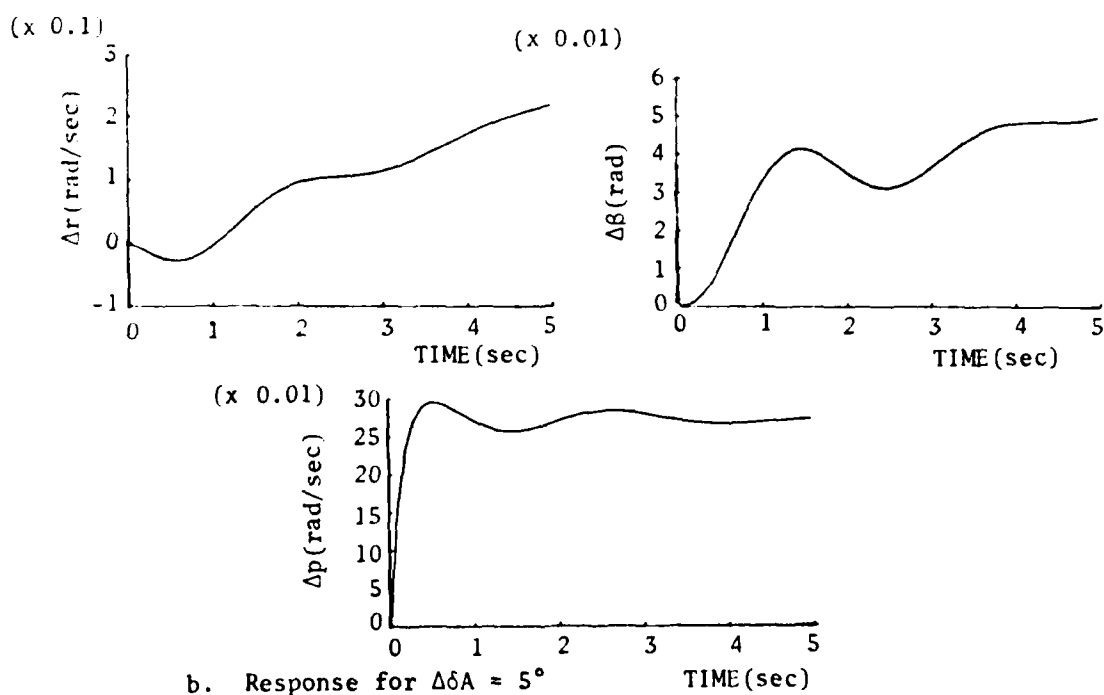 (x 0.1)
3
2
1
0
-1
Δr(rad/sec)
0 1 2 3 4 5
TIME(sec)
(x 0.01)
6
5
4
3
2
1
0
Δβ(rad)
0 1 2 3 4 5
TIME(sec)
(x 0.01)
30
25
20
15
10
5
0
Δp(rad/sec)
0 1 2 3 4 5
TIME(sec)
b. Response for ΔδA = 5°